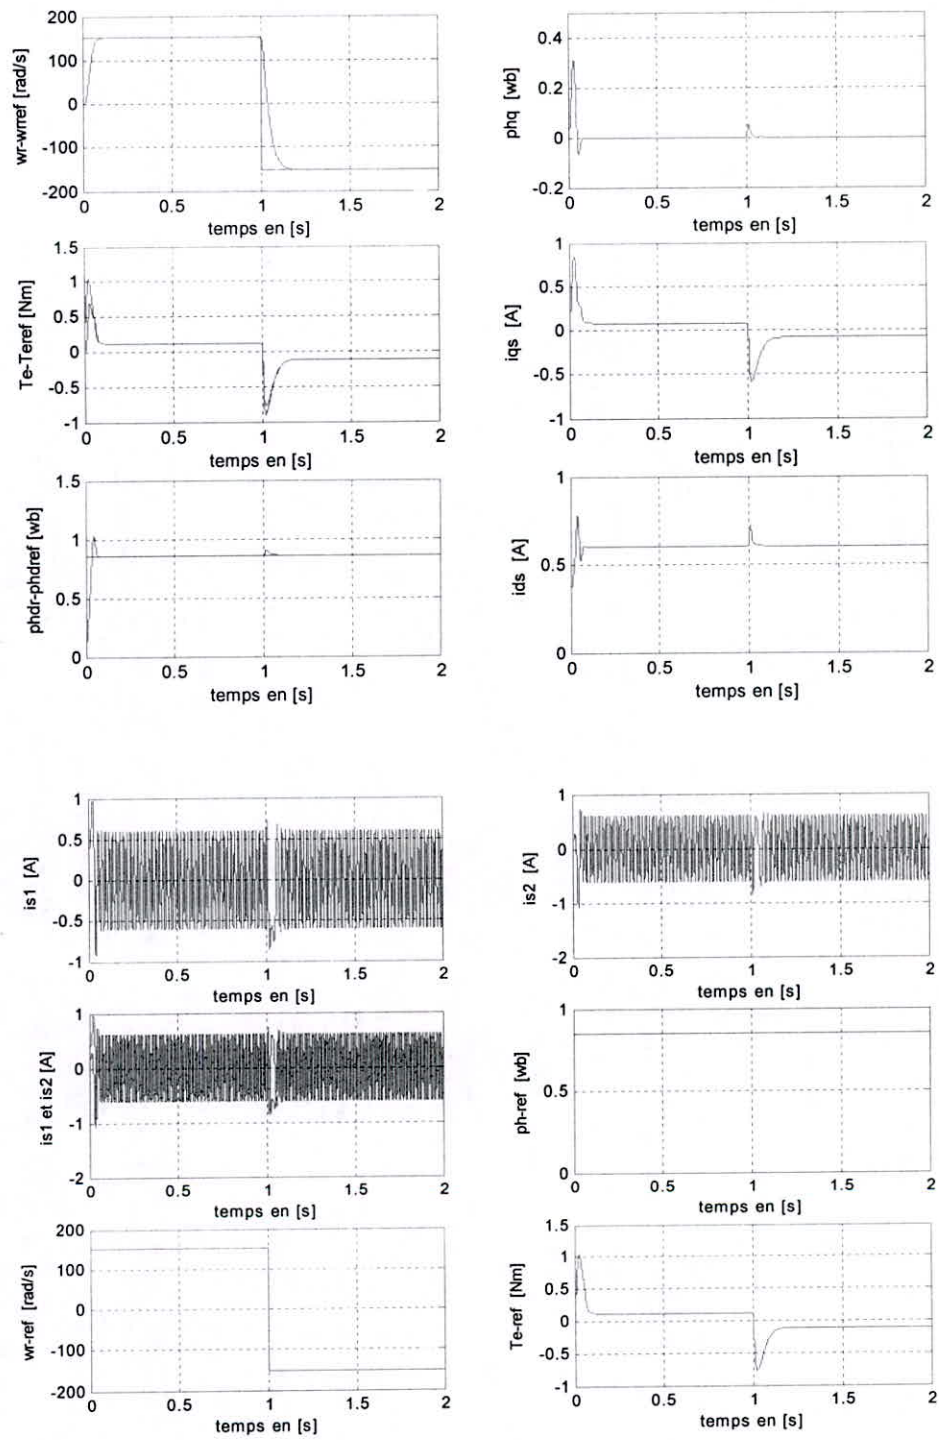 wr-wrref [rad/s]
200
150
100
0
-100
-200
0 0.5 1 1.5 2
temps en [s]
phq [wb]
0.4
0.2
0
-0.2
0 0.5 1 1.5 2
temps en [s]
Te-Teref [Nm]
1.5
1
0.5
0
-0.5
-1
0 0.5 1 1.5 2
temps en [s]
iqs [A]
1
0.5
0
-0.5
-1
0 0.5 1 1.5 2
temps en [s]
phdr-phdref [wb]
1.5
1
0.5
0
0 0.5 1 1.5 2
temps en [s]
ids [A]
1
0.5
0
0 0.5 1 1.5 2
temps en [s]
is1 [A]
1
0.5
0
-0.5
-1
0 0.5 1 1.5 2
temps en [s]
is2 [A]
1
0
-1
-2
0 0.5 1 1.5 2
temps en [s]
is1 et is2 [A]
1
0
-1
-2
0 0.5 1 1.5 2
temps en [s]
ph-ref [wb]
1
0.5
0
0 0.5 1 1.5 2
temps en [s]
wr-ref [rad/s]
200
100
0
-100
-200
0 0.5 1 1.5 2
temps en [s]
Te-ref [Nm]
1.5
1
0.5
0
-0.5
-1
0 0.5 1 1.5 2
temps en [s]